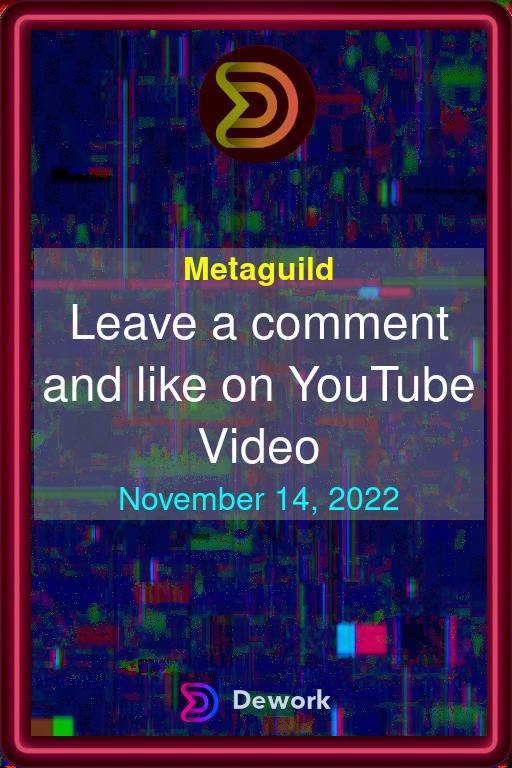 Metaguild
Leave a comment
and like on YouTube
Video
November 14, 2022
Dework